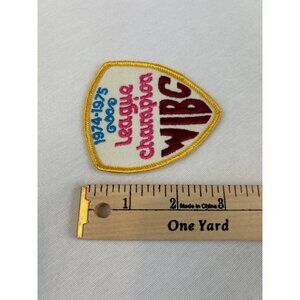 1974-1975
League
Champion
WIBC
1 2 Made in China 3
One Yard